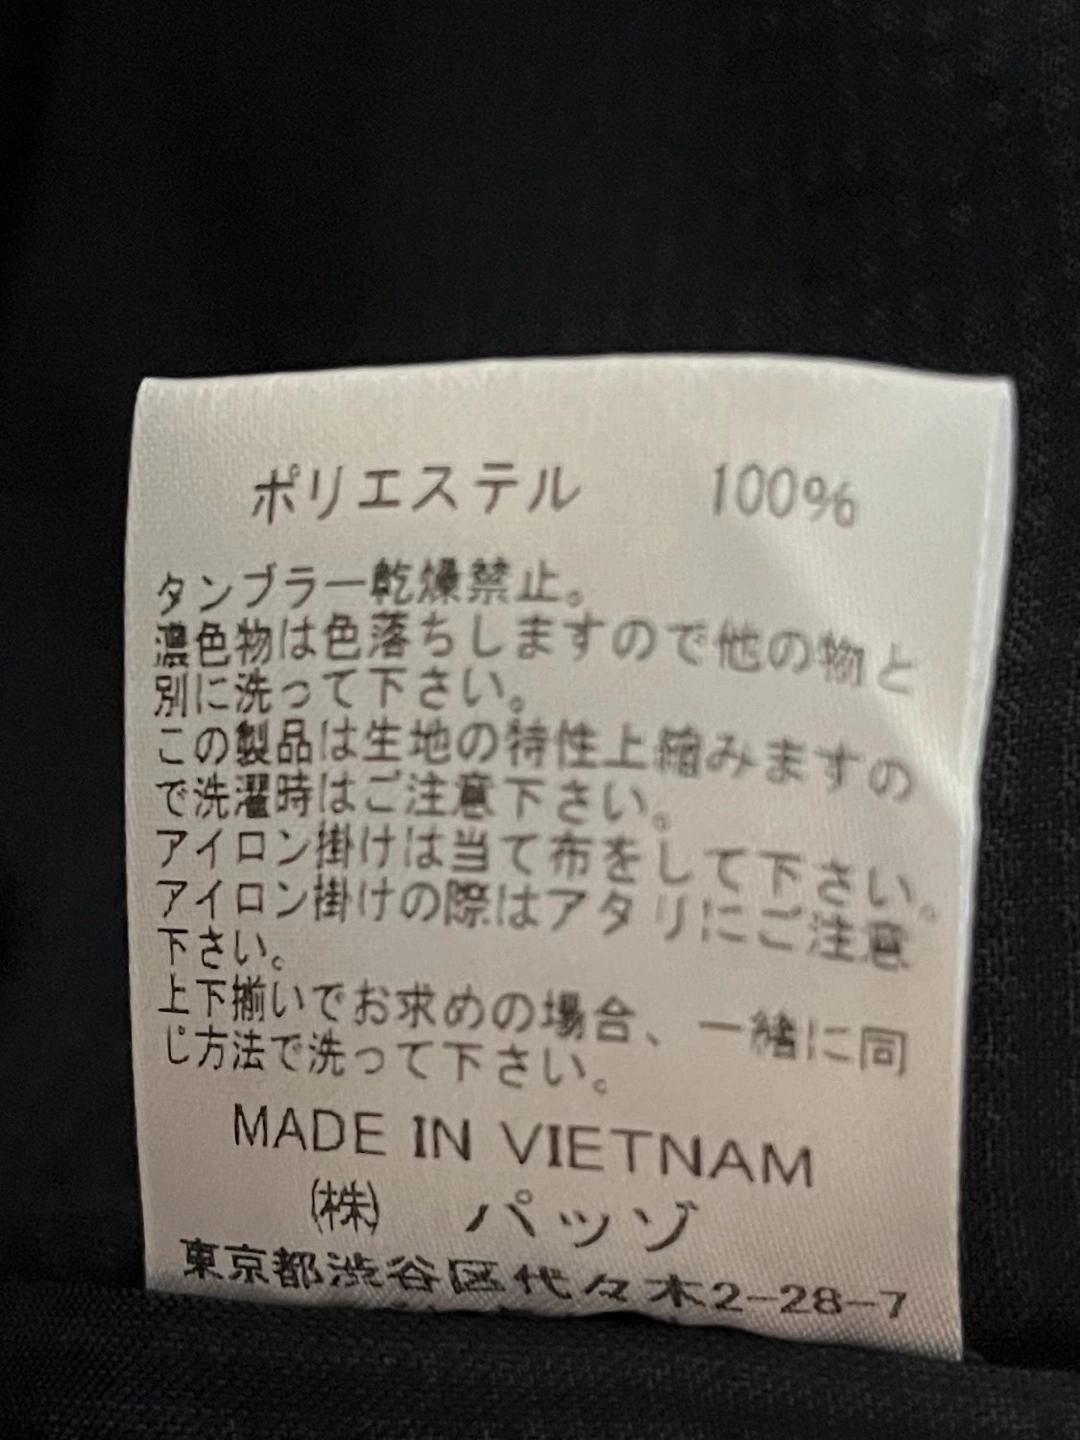 ポリエステル 100%
タンブラー乾燥禁止。
濃色物は色落ちしますので他の物と
別に洗って下さい。
この製品は生地の特性上縮みますの
で洗濯時はご注意下さい。
アイロン掛けは当て布をして下さい。
アイロン掛けの際はアタリにご注意
下さい。
上下揃いでお求めの場合、一緒に同
じ方法で洗って下さい。
MADE IN VIETNAM
㈱ パッゾ
東京都渋谷区代々木2-28-7